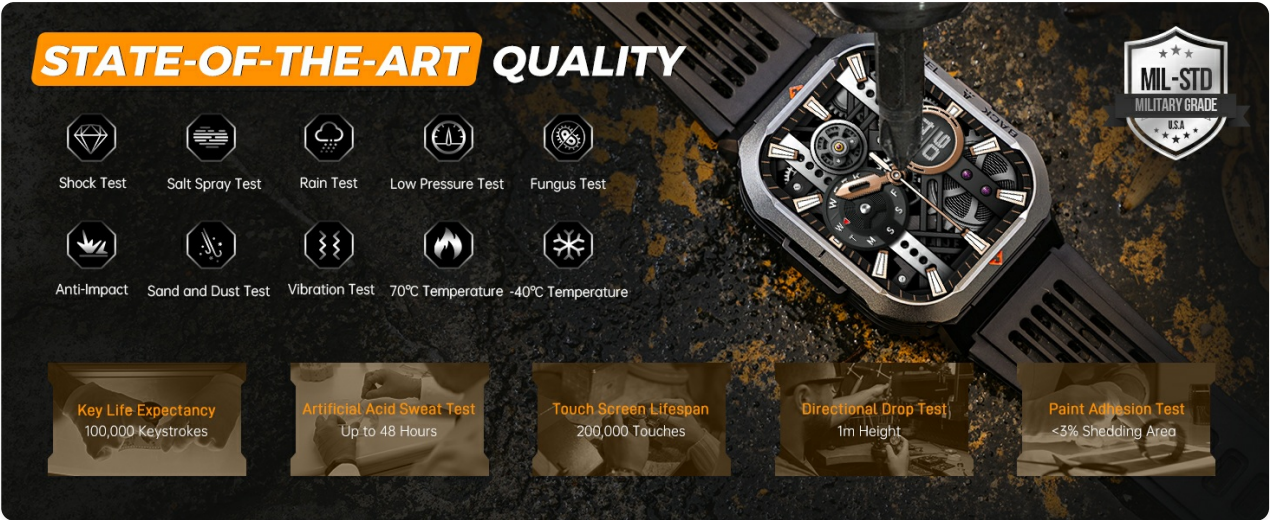 STATE-OF-THE-ART QUALITY
MIL-STD
MILITARY GRADE
U.S.A
Shock Test
Salt Spray Test
Rain Test
Low Pressure Test
Fungus Test
Anti-Impact
Sand and Dust Test
Vibration Test
70℃ Temperature
-40℃ Temperature
BACK
06
W
F
S
S
M
T
W
Key Life Expectancy
100,000 Keystrokes
Artificial Acid Sweat Test
Up to 48 Hours
Touch Screen Lifespan
200,000 Touches
Directional Drop Test
1m Height
Paint Adhesion Test
<3% Shedding Area